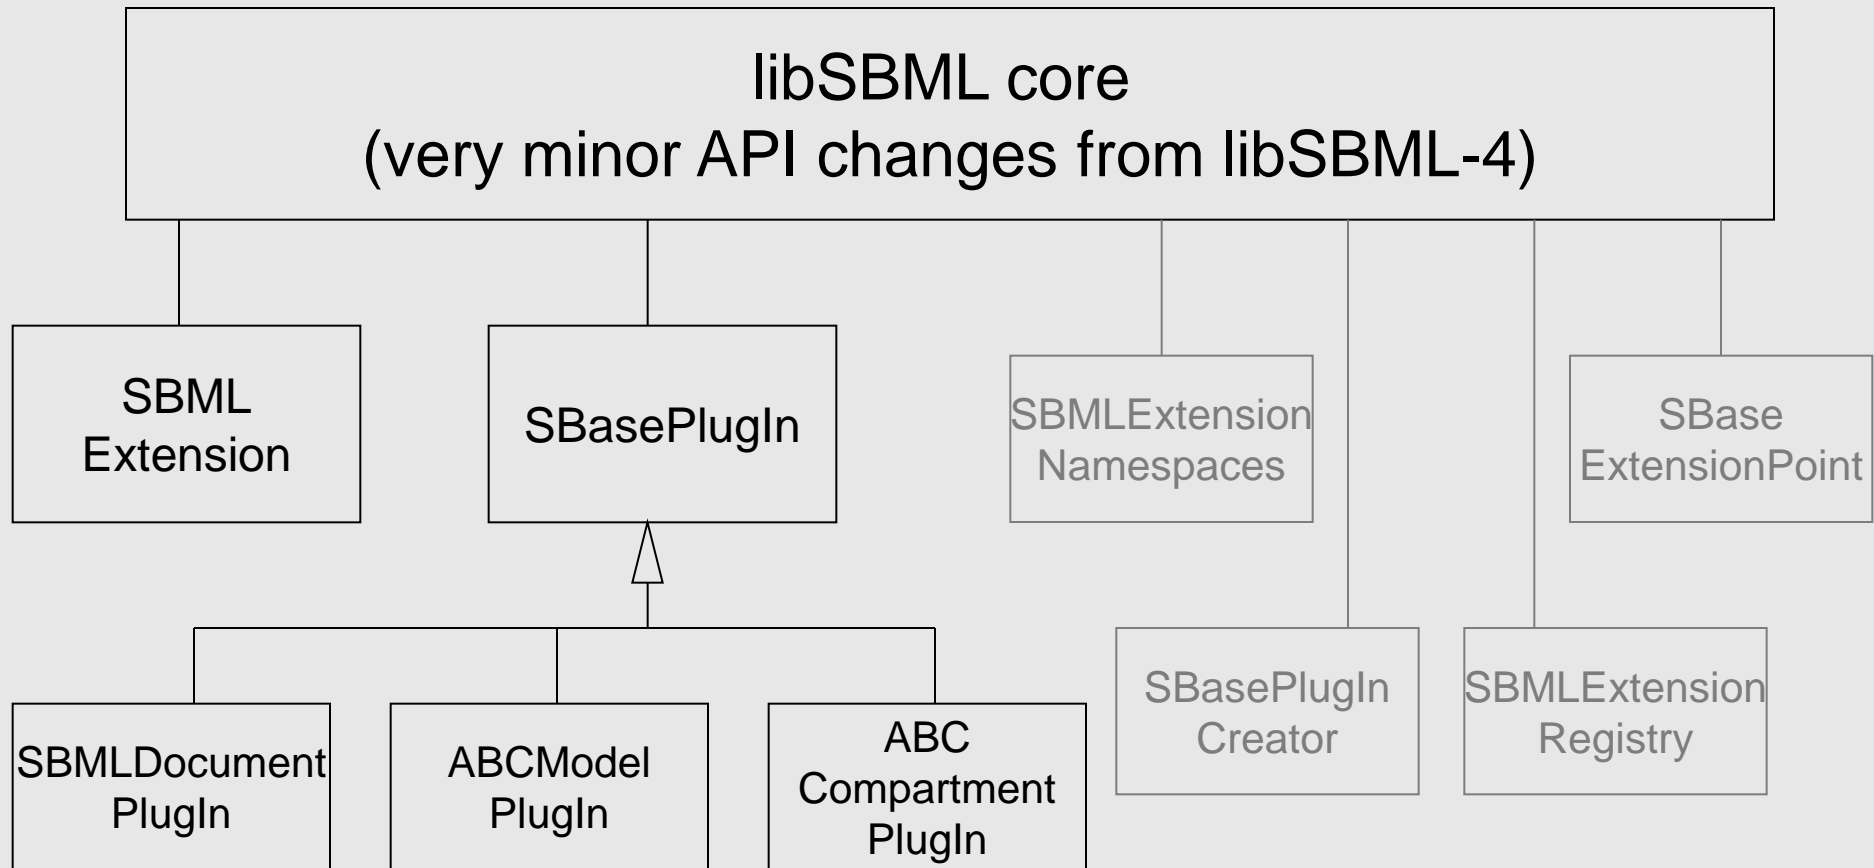 libSBML core
(very minor API changes from libSBML-4)
SBML
Extension
SBasePlugIn
SBMLExtension
Namespaces
SBase
ExtensionPoint
SBasePlugIn
Creator
SBMLExtension
Registry
SBMLDocument
PlugIn
ABCModel
PlugIn
ABC
Compartment
PlugIn